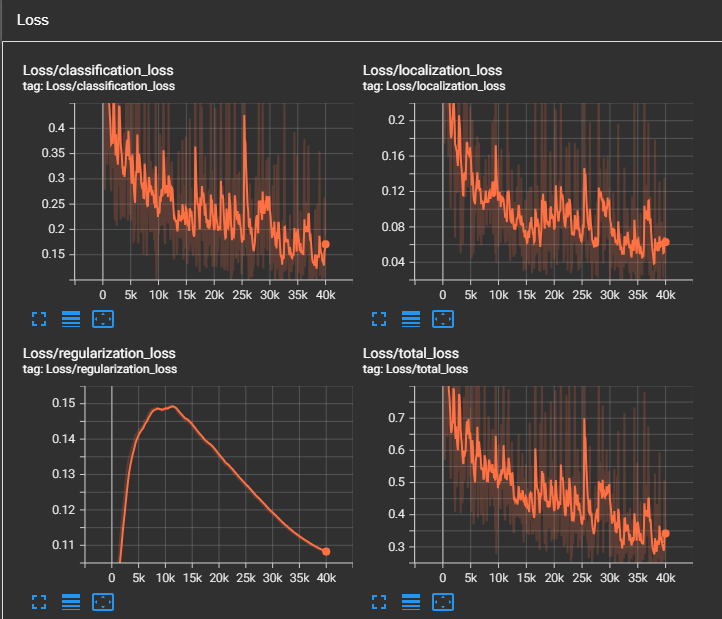 Loss
Loss/classification_loss
tag: Loss/classification_loss
0.4
0.35
0.3
0.25
0.2
0.15
0 5k 10k 15k 20k 25k 30k 35k 40k
Loss/localization_loss
tag: Loss/localization_loss
0.2
0.16
0.12
0.08
0.04
0 5k 10k 15k 20k 25k 30k 35k 40k
Loss/regularization_loss
tag: Loss/regularization_loss
0.15
0.14
0.13
0.12
0.11
0 5k 10k 15k 20k 25k 30k 35k 40k
Loss/total_loss
tag: Loss/total_loss
0.7
0.6
0.5
0.4
0.3
0 5k 10k 15k 20k 25k 30k 35k 40k